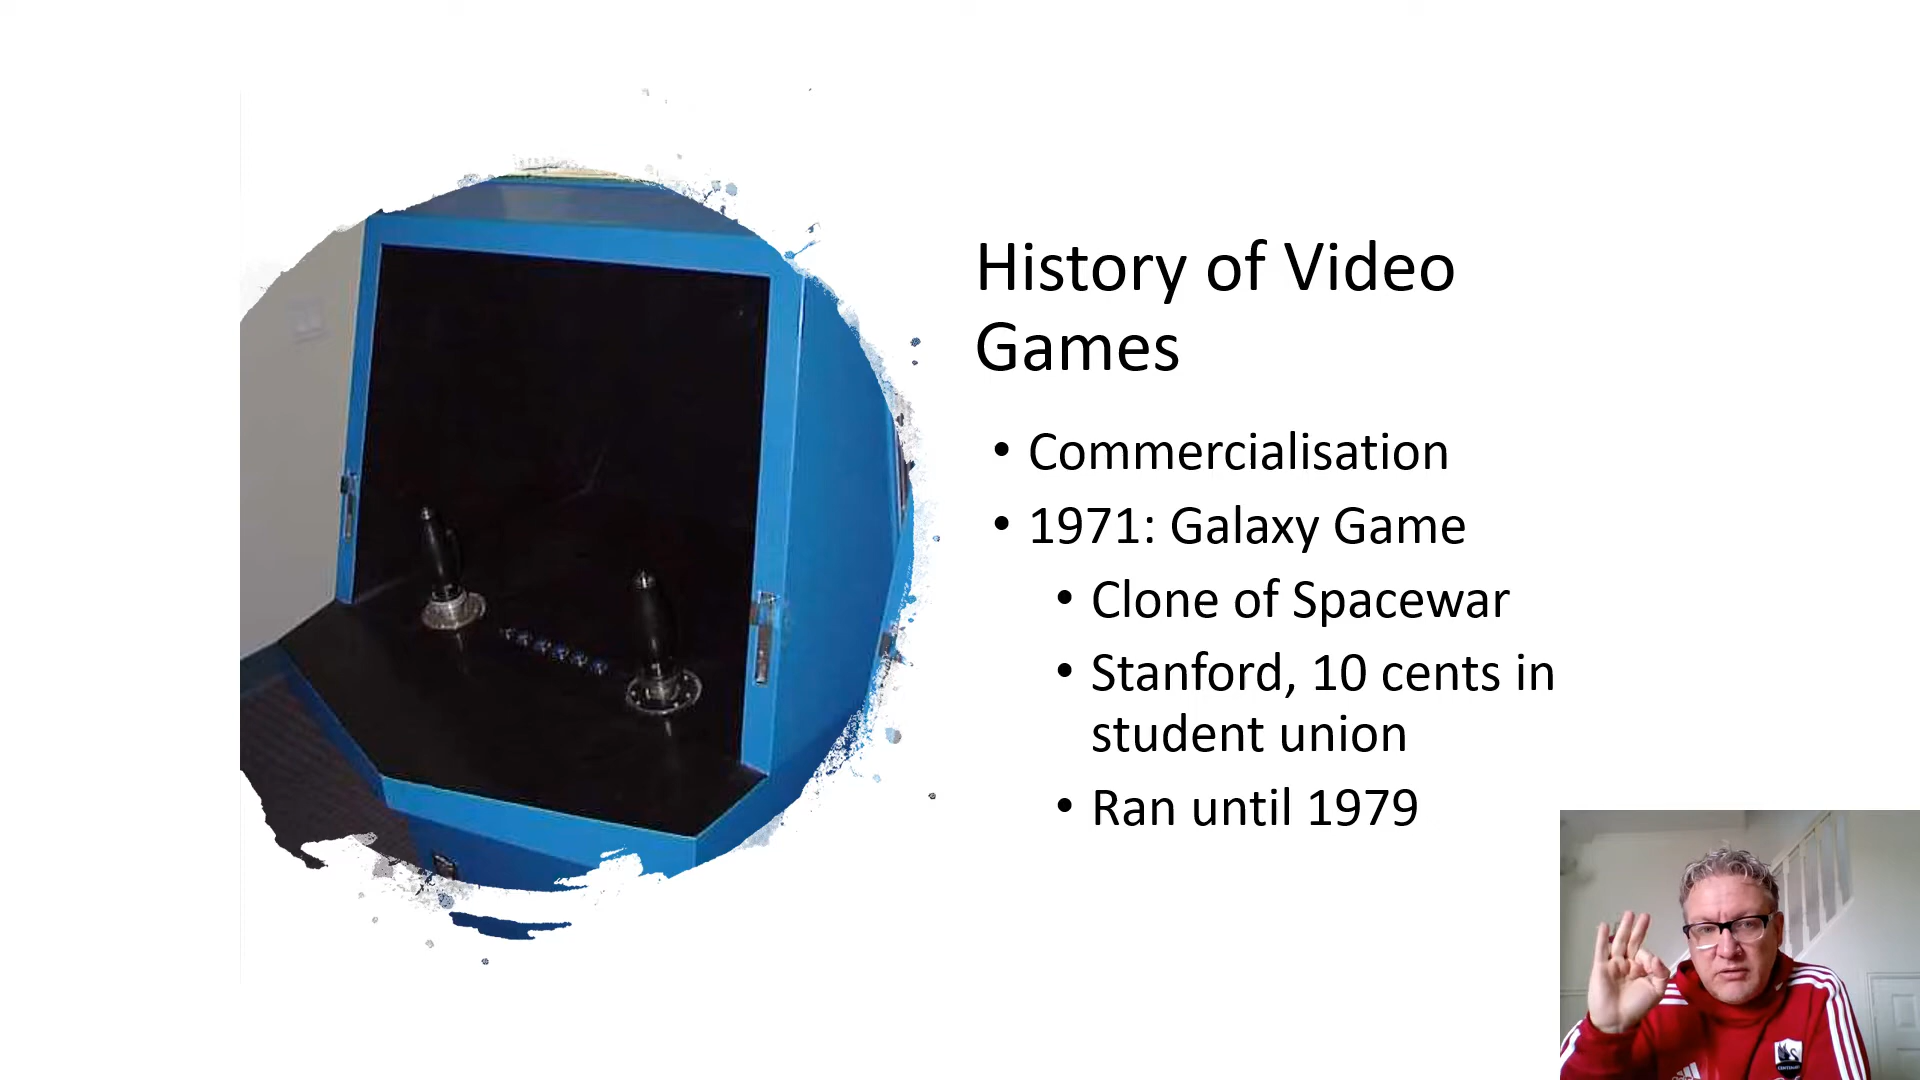 History of Video
Games
• Commercialisation
• 1971: Galaxy Game
• Clone of Spacewar
• Stanford, 10 cents in
student union
• Ran until 1979